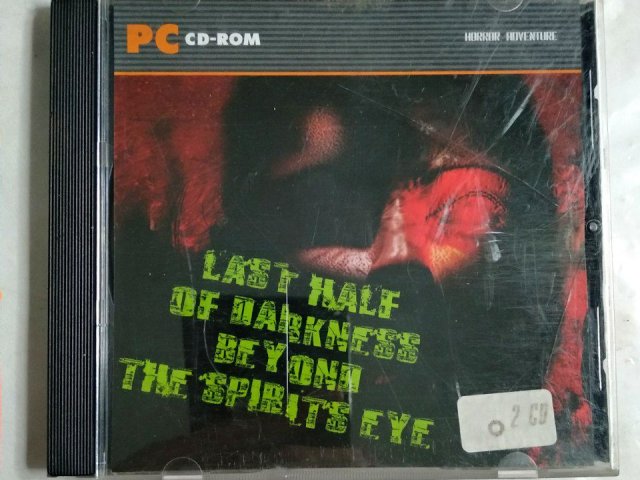 PC CD-ROM
HORROR ADVENTURE
LAST HALF
OF DARKNESS
BEYOND
THE SPIRITS EYE
2 CD